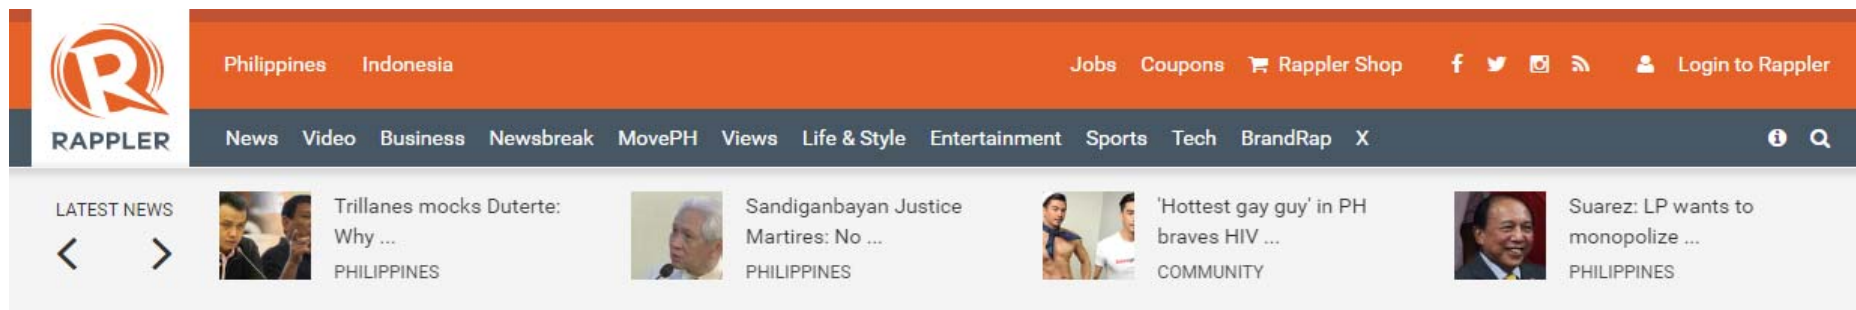 Philippines Indonesia Jobs Coupons Rappler Shop Login to Rappler
RAPPLER
News Video Business Newsbreak MovePH Views Life & Style Entertainment Sports Tech BrandRap X
LATEST NEWS
Trillanes mocks Duterte:
Why ...
PHILIPPINES
Sandiganbayan Justice
Martires: No ...
PHILIPPINES
'Hottest gay guy' in PH
braves HIV ...
COMMUNITY
Suarez: LP wants to
monopolize ...
PHILIPPINES